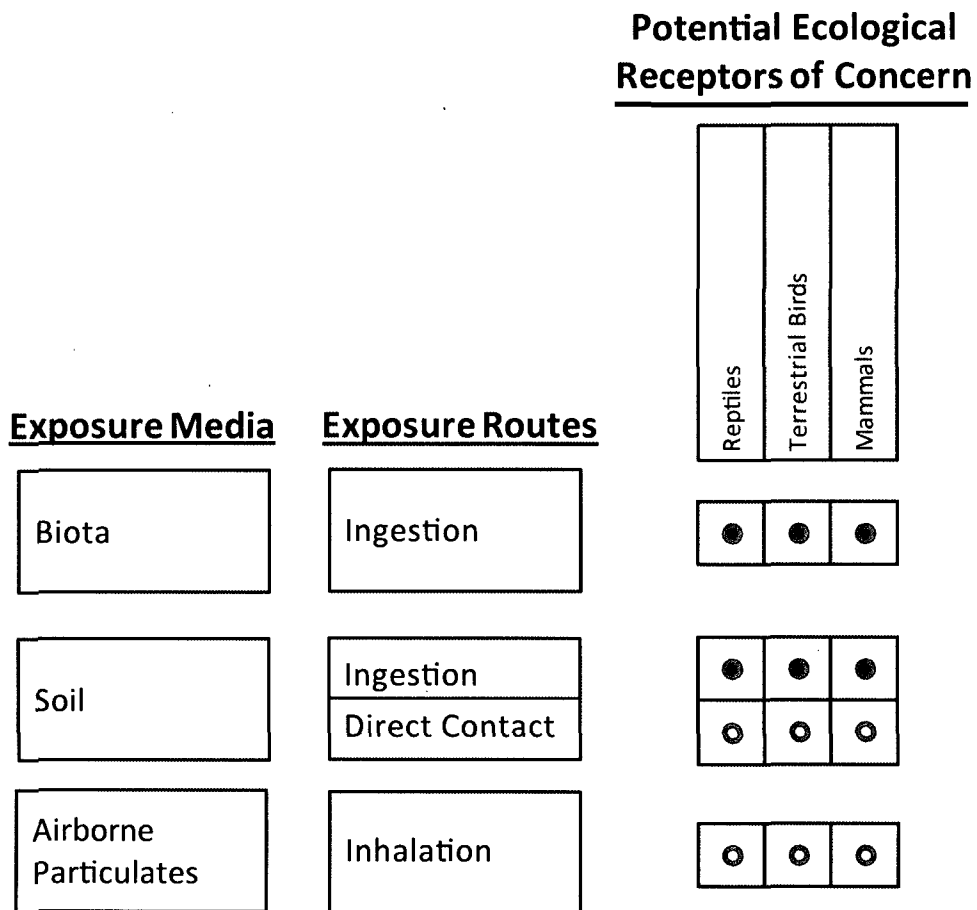 Potential Ecological
Receptors of Concern
Reptiles
Terrestrial Birds
Mammals
Exposure Media
Exposure Routes
Biota
Ingestion
Soil
Ingestion
Direct Contact
Airborne
Particulates
Inhalation